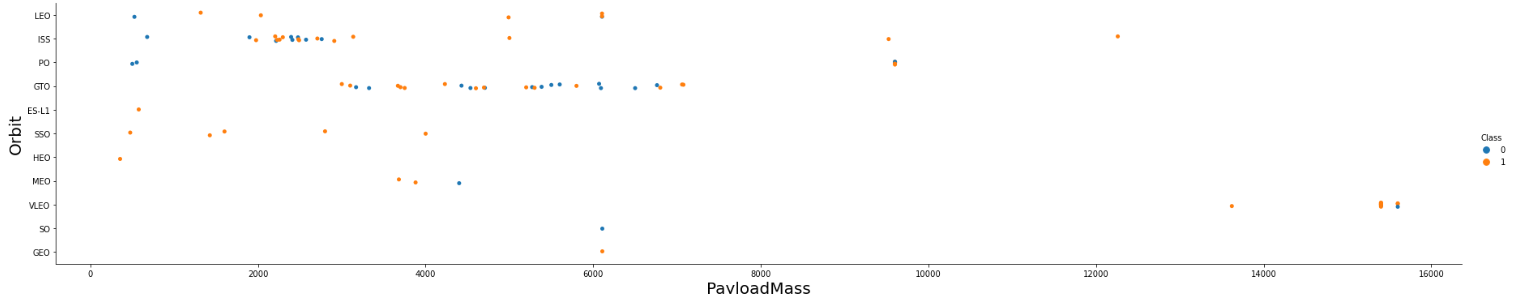 LEO
ISS
PO
GTO
ES-L1
SSO
HEO
MEO
VLEO
SO
GEO
Orbit
0 2000 4000 6000 8000 10000 12000 14000 16000
PayloadMass
Class
0
1